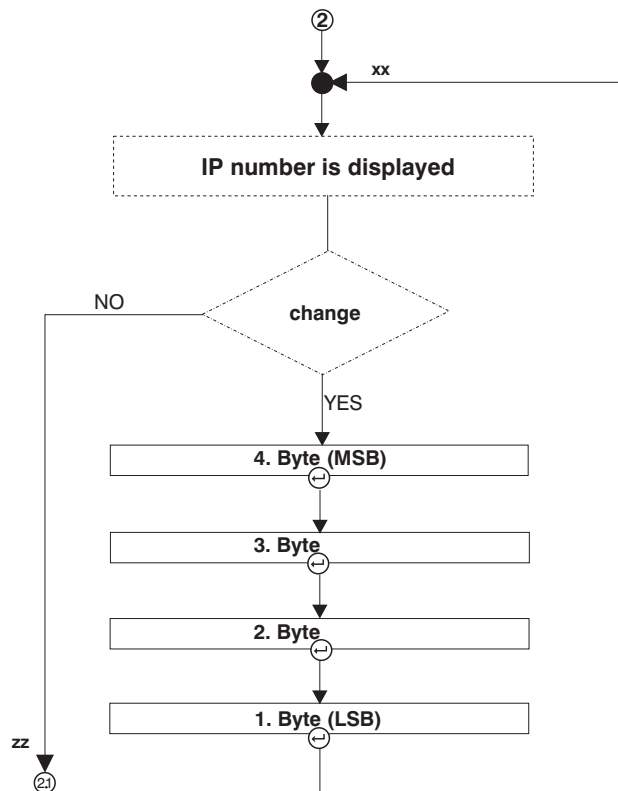 2
xx
IP number is displayed
NO
change
YES
4. Byte (MSB)
3. Byte
2. Byte
1. Byte (LSB)
zz
2.1